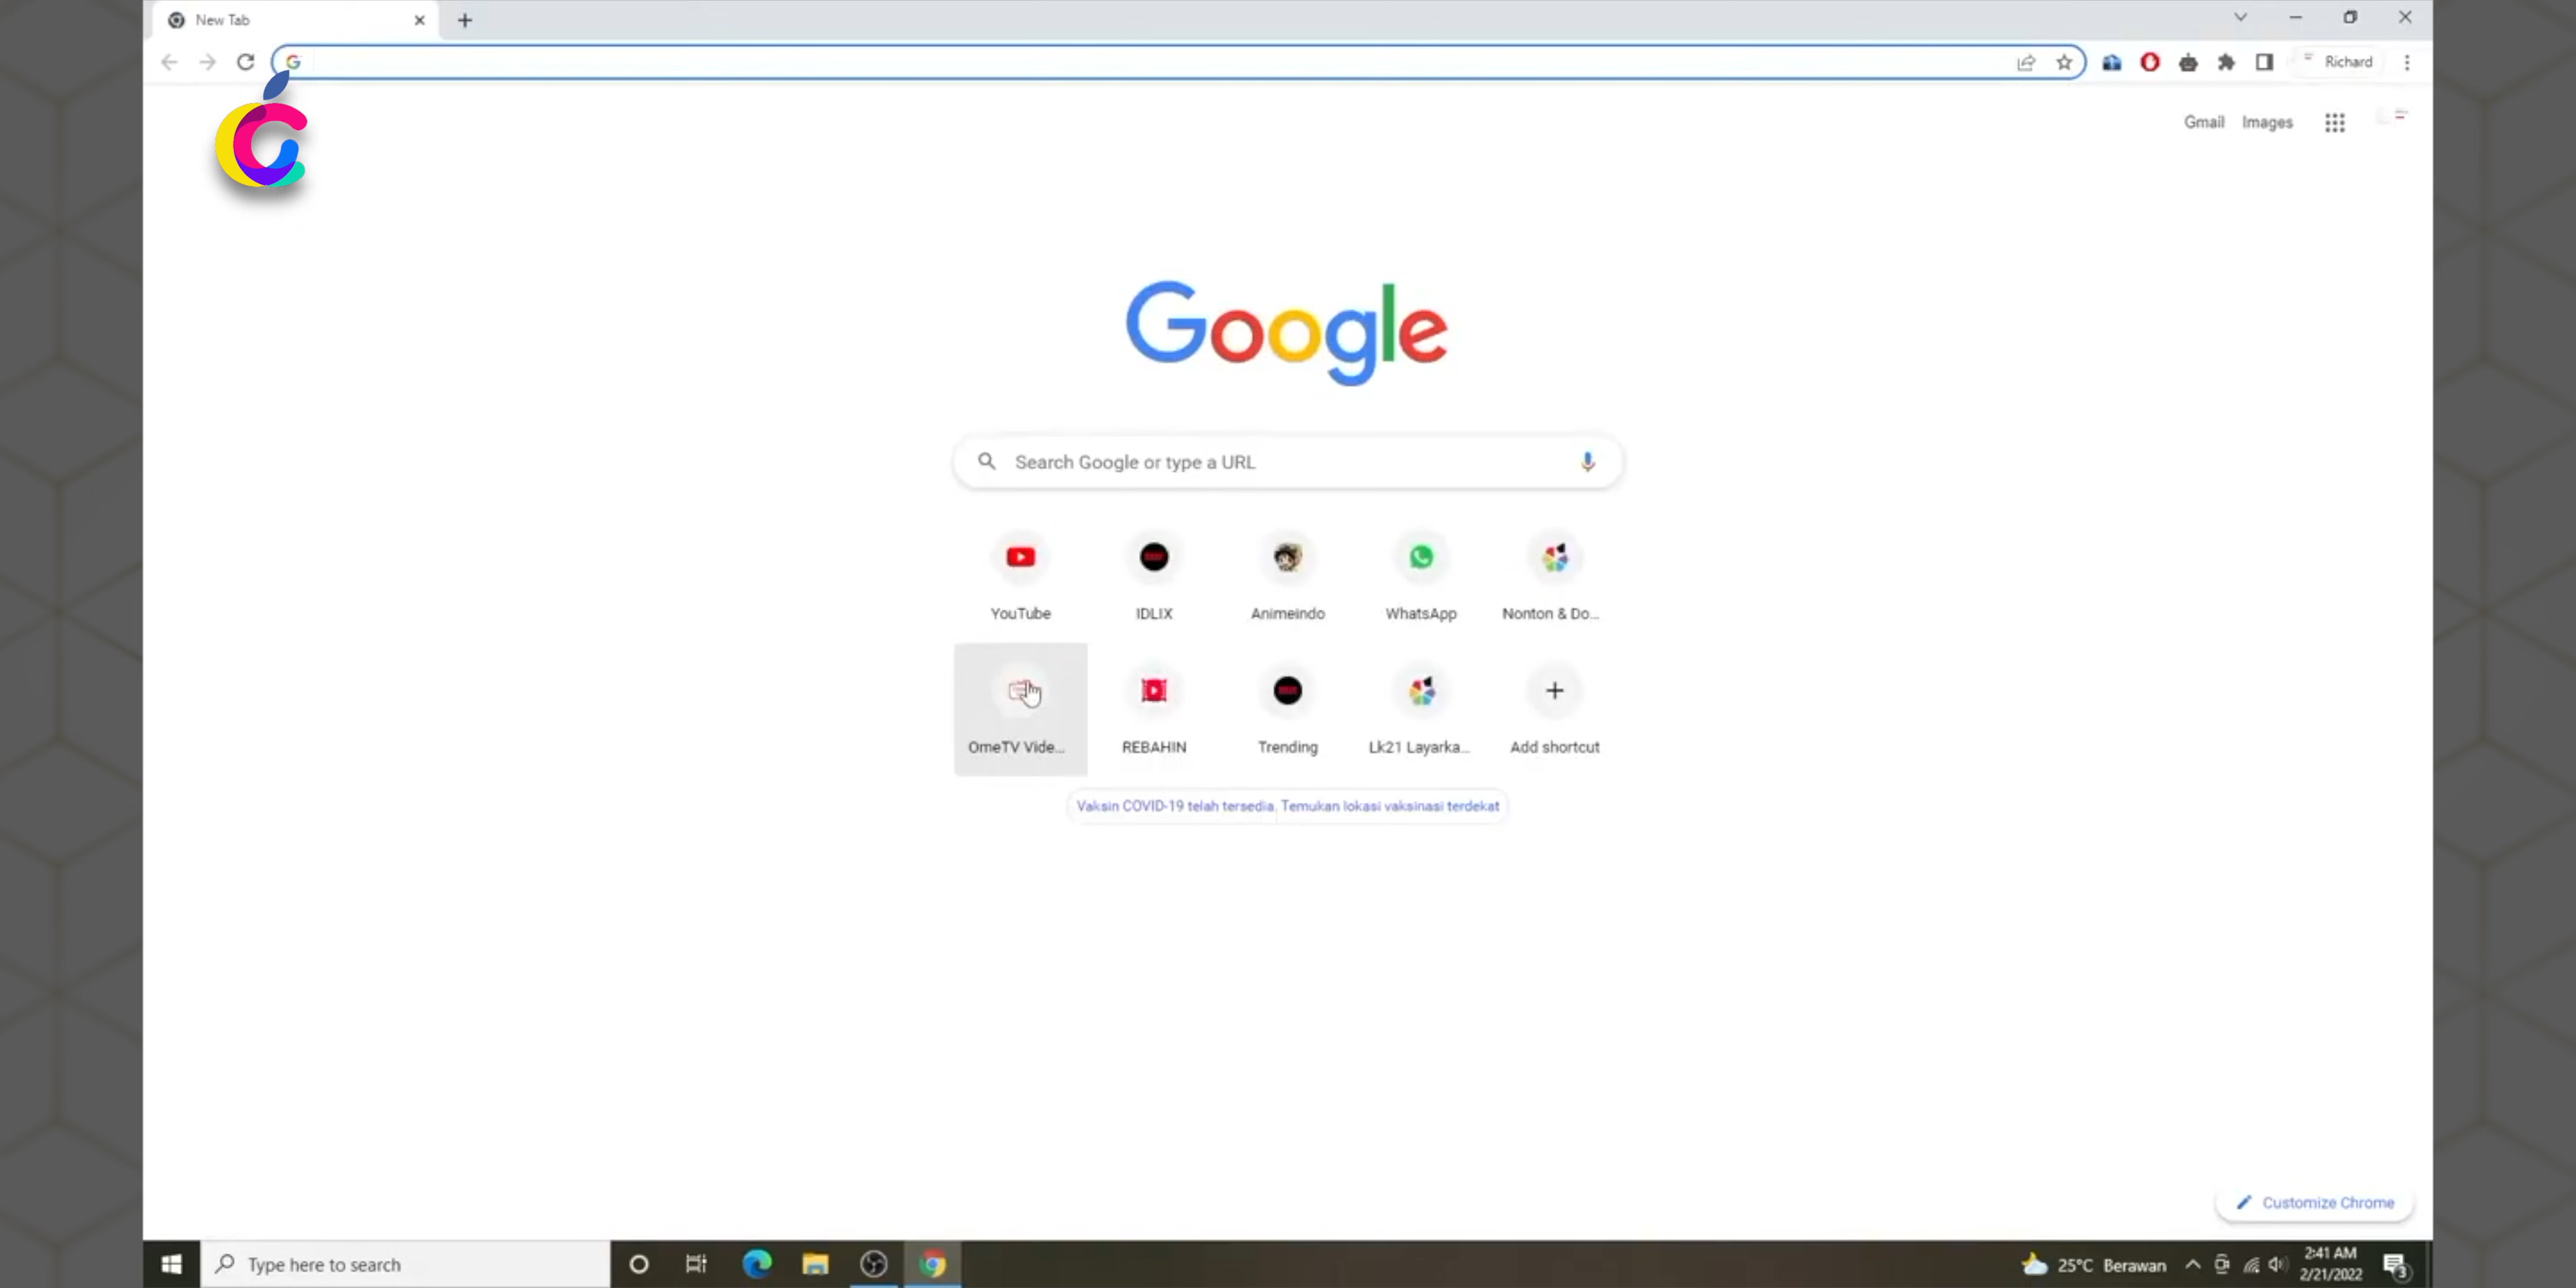 New Tab
Richard
Gmail Images
Google
Search Google or type a URL
YouTube
IDLIX
Animeindo
WhatsApp
Nonton & Do...
OmeTV Vide...
REBAHIN
Trending
Lk21 Layarka...
Add shortcut
Vaksin COVID-19 telah tersedia. Temukan lokasi vaksinasi terdekat
Customize Chrome
Type here to search
25°C Berawan
2:41 AM
2/21/2022
3